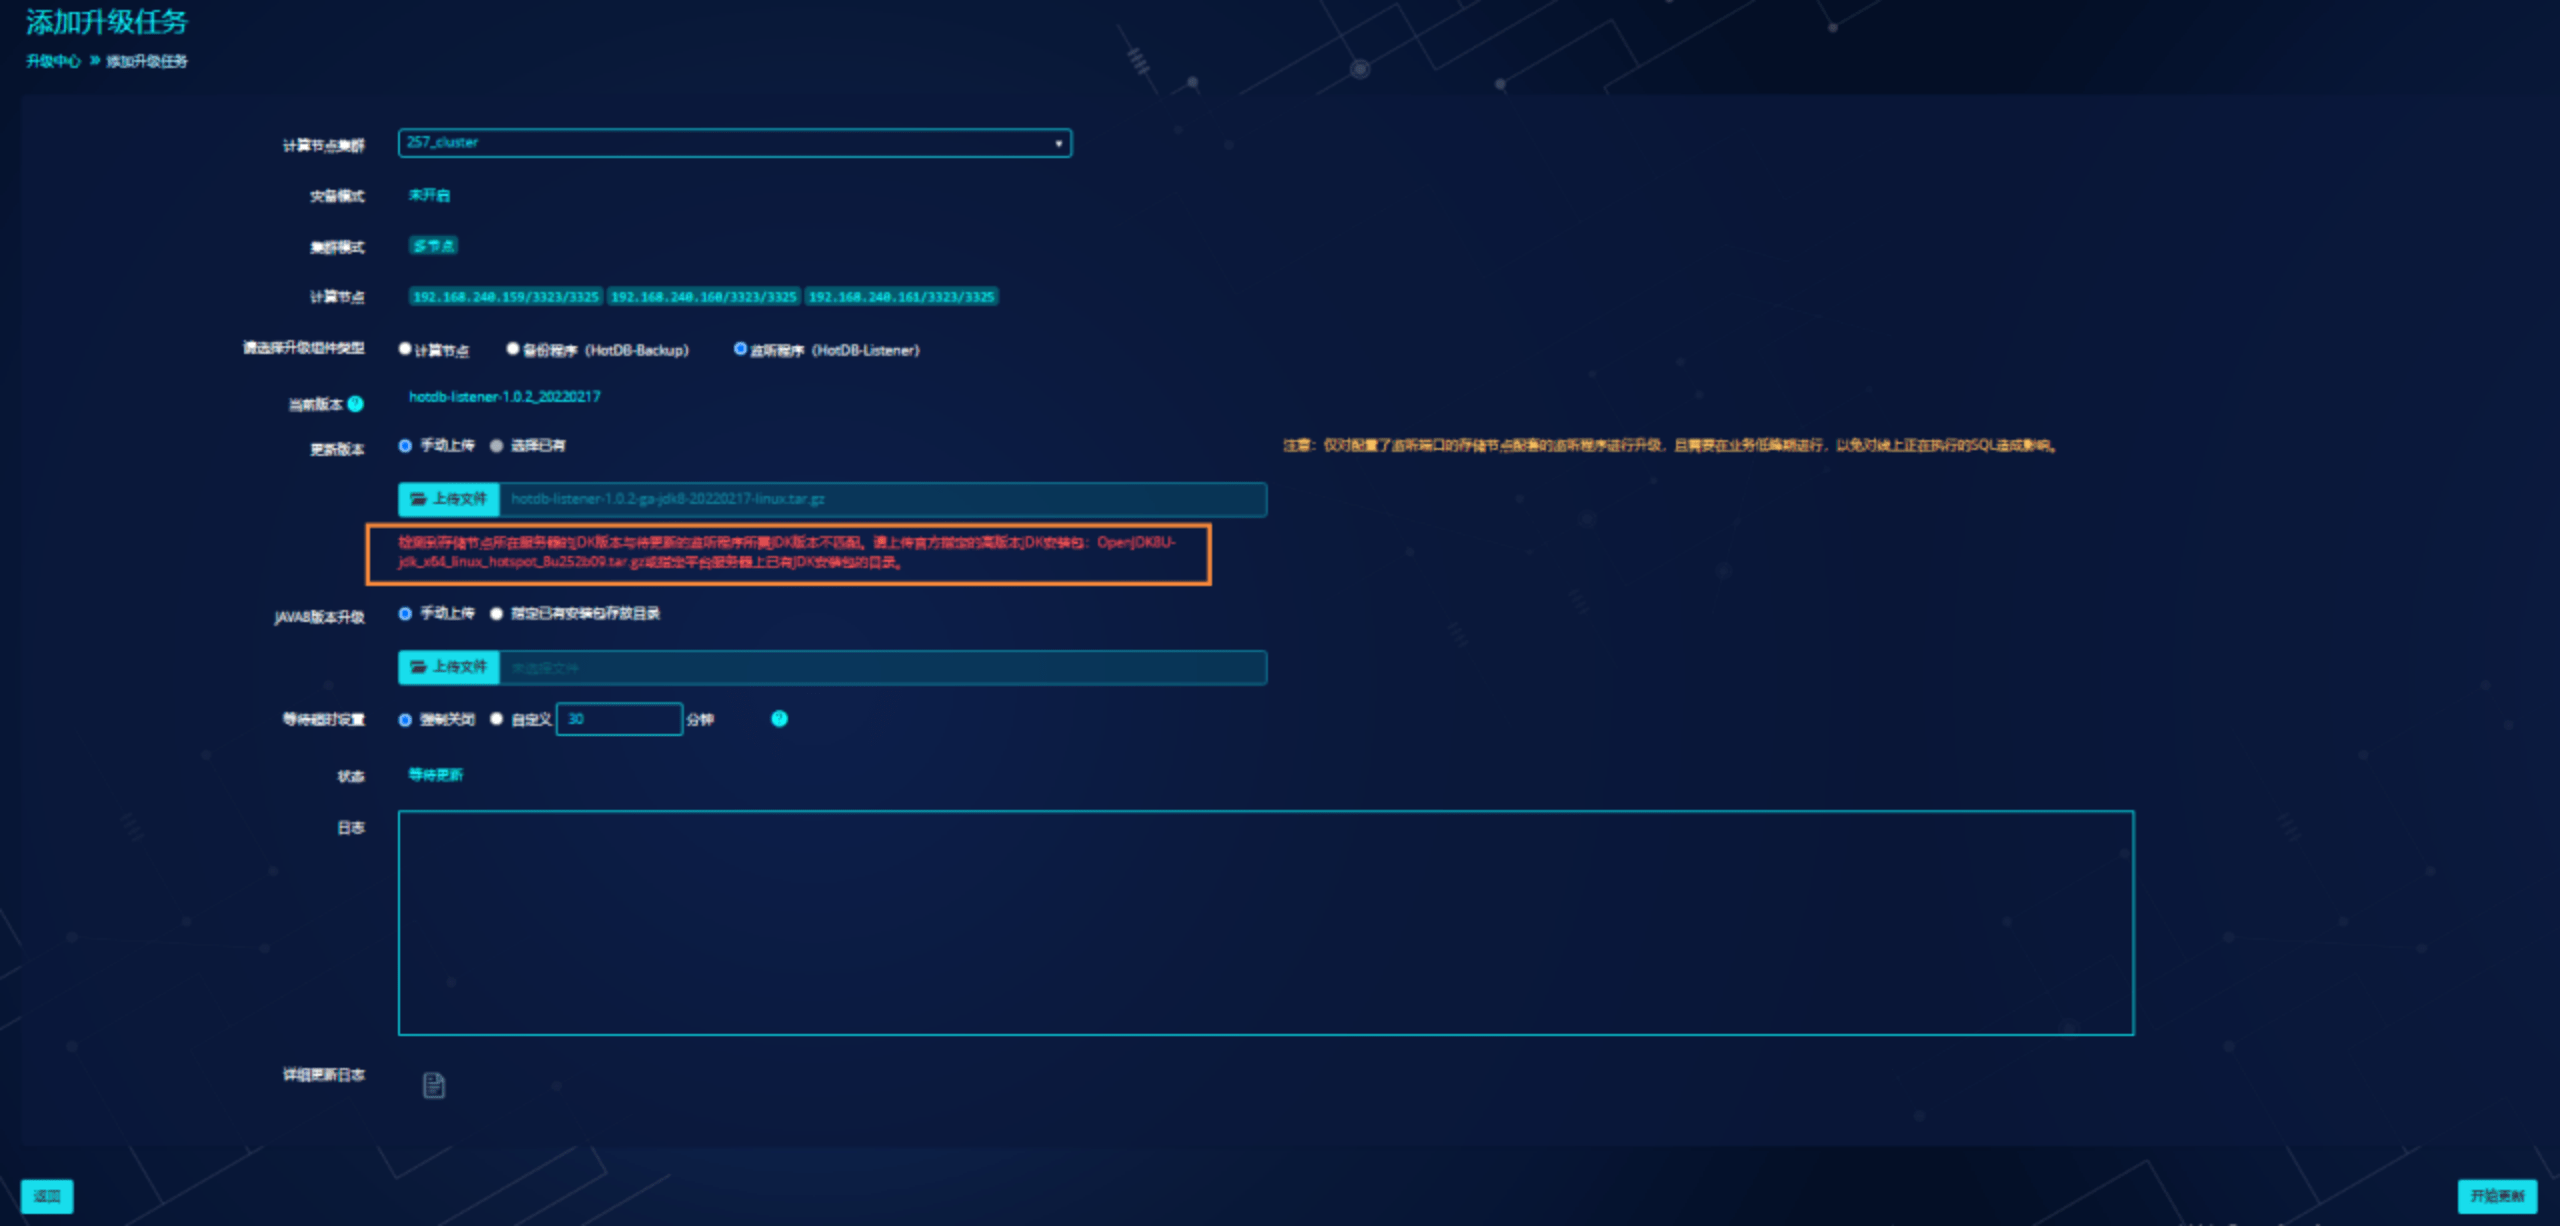 添加升级任务
升级中心 » 添加升级任务
计算节点集群 257_cluster
灾备模式 未开启
集群模式 多节点
计算节点 192.168.240.159/3323/3325 192.168.240.160/3323/3325 192.168.240.161/3323/3325
请选择升级组件类型 计算节点 备份程序（HotDB-Backup） 监听程序（HotDB-Listener）
当前版本 ? hotdb-listener-1.0.2_20220217
更新版本 手动上传 选择已有 注意：仅对配置了监听端口的存储节点配套的监听程序进行升级，且需要在业务低峰期进行，以免对线上正在执行的SQL造成影响。
上传文件 hotdb-listener-1.0.2-ga-jdk8-20220217-linux.tar.gz
检测到存储节点所在服务器的JDK版本与待更新的监听程序所需JDK版本不匹配。请上传官方指定的高版本JDK安装包：OpenJDK8U-
jdk_x64_linux_hotspot_8u252b09.tar.gz或指定平台服务器上已有JDK安装包的目录。
JAVA8版本升级 手动上传 指定已有安装包存放目录
上传文件 未选择文件
等待超时设置 强制关闭 自定义 30 分钟 ?
状态 等待更新
日志
详细更新日志
返回 开始更新